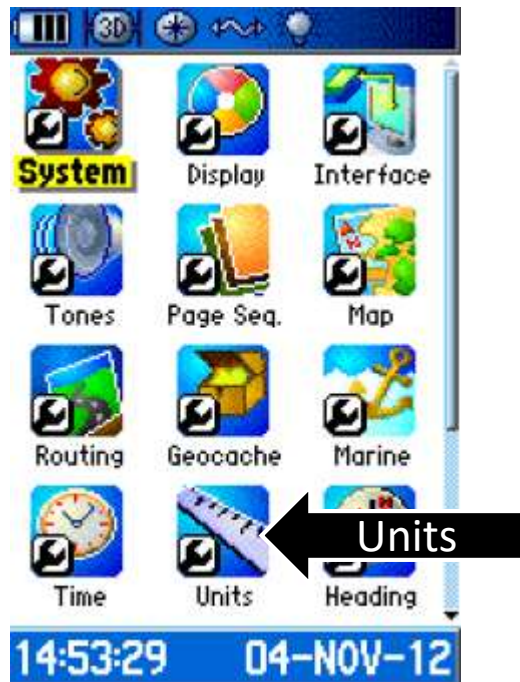 3D
System Display Interface
Tones Page Seq. Map
Routing Geocache Marine
Units
Time Units Heading
14:53:29 04-NOV-12